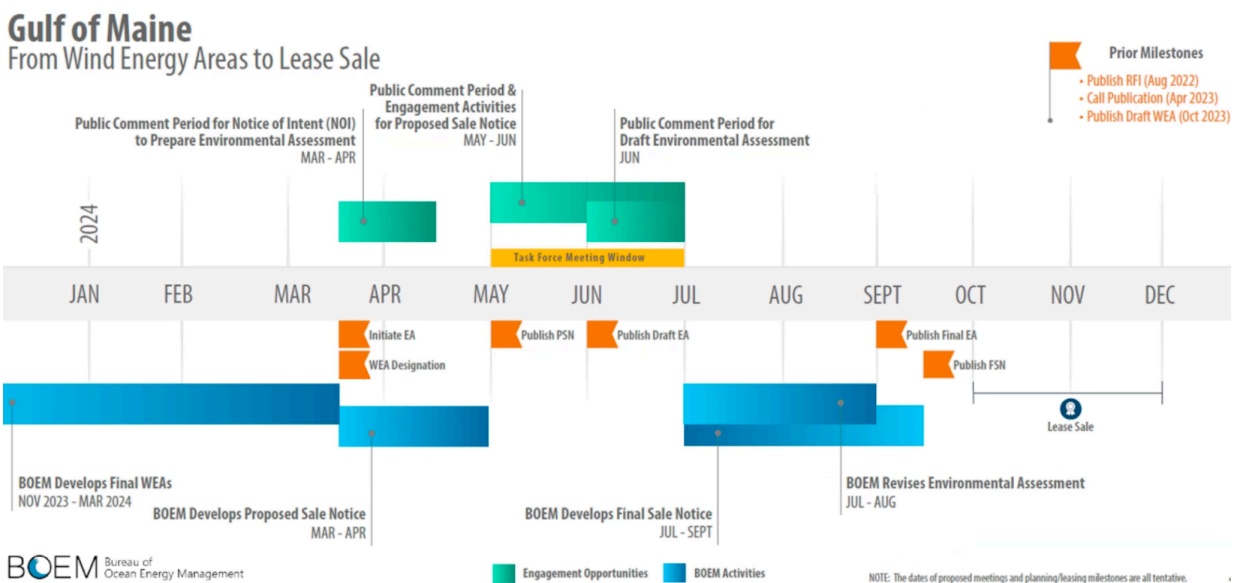 Gulf of Maine
From Wind Energy Areas to Lease Sale
Prior Milestones
• Publish RFI (Aug 2022)
• Call Publication (Apr 2023)
• Publish Draft WEA (Oct 2023)
Public Comment Period for Notice of Intent (NOI)
to Prepare Environmental Assessment
MAR - APR
Public Comment Period &
Engagement Activities
for Proposed Sale Notice
MAY - JUN
Public Comment Period for
Draft Environmental Assessment
JUN
2024
Task Force Meeting Window
JAN FEB MAR APR MAY JUN JUL AUG SEPT OCT NOV DEC
Initiate EA
WEA Designation
Publish PSN
Publish Draft EA
Publish Final EA
Publish FSN
Lease Sale
BOEM Develops Final WEAs
NOV 2023 - MAR 2024
BOEM Develops Proposed Sale Notice
MAR - APR
BOEM Develops Final Sale Notice
JUL - SEPT
BOEM Revises Environmental Assessment
JUL - AUG
BOEM Bureau of
Ocean Energy Management
Engagement Opportunities
BOEM Activities
NOTE: The dates of proposed meetings and planning/leasing milestones are all tentative.